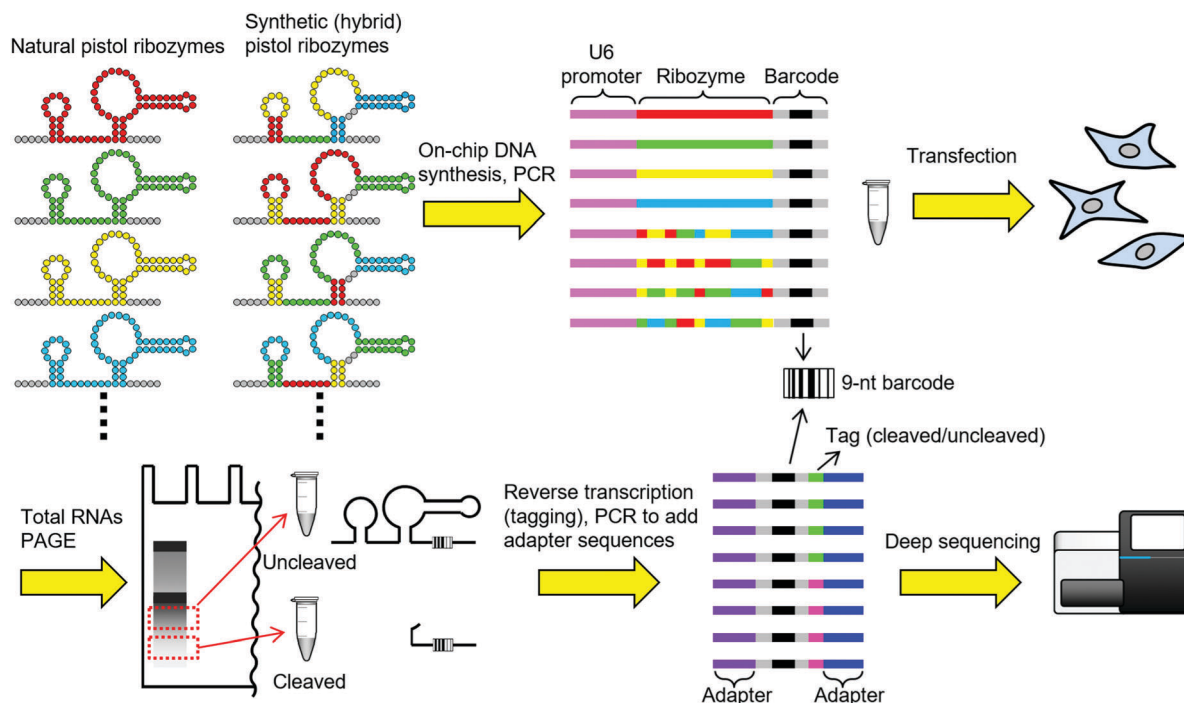 Natural pistol ribozymes
Synthetic (hybrid)
pistol ribozymes
On-chip DNA
synthesis, PCR
U6
promoter
Ribozyme
Barcode
Transfection
9-nt barcode
Tag (cleaved/uncleaved)
Total RNAs
PAGE
Uncleaved
Cleaved
Reverse transcription
(tagging), PCR to add
adapter sequences
Deep sequencing
Adapter
Adapter